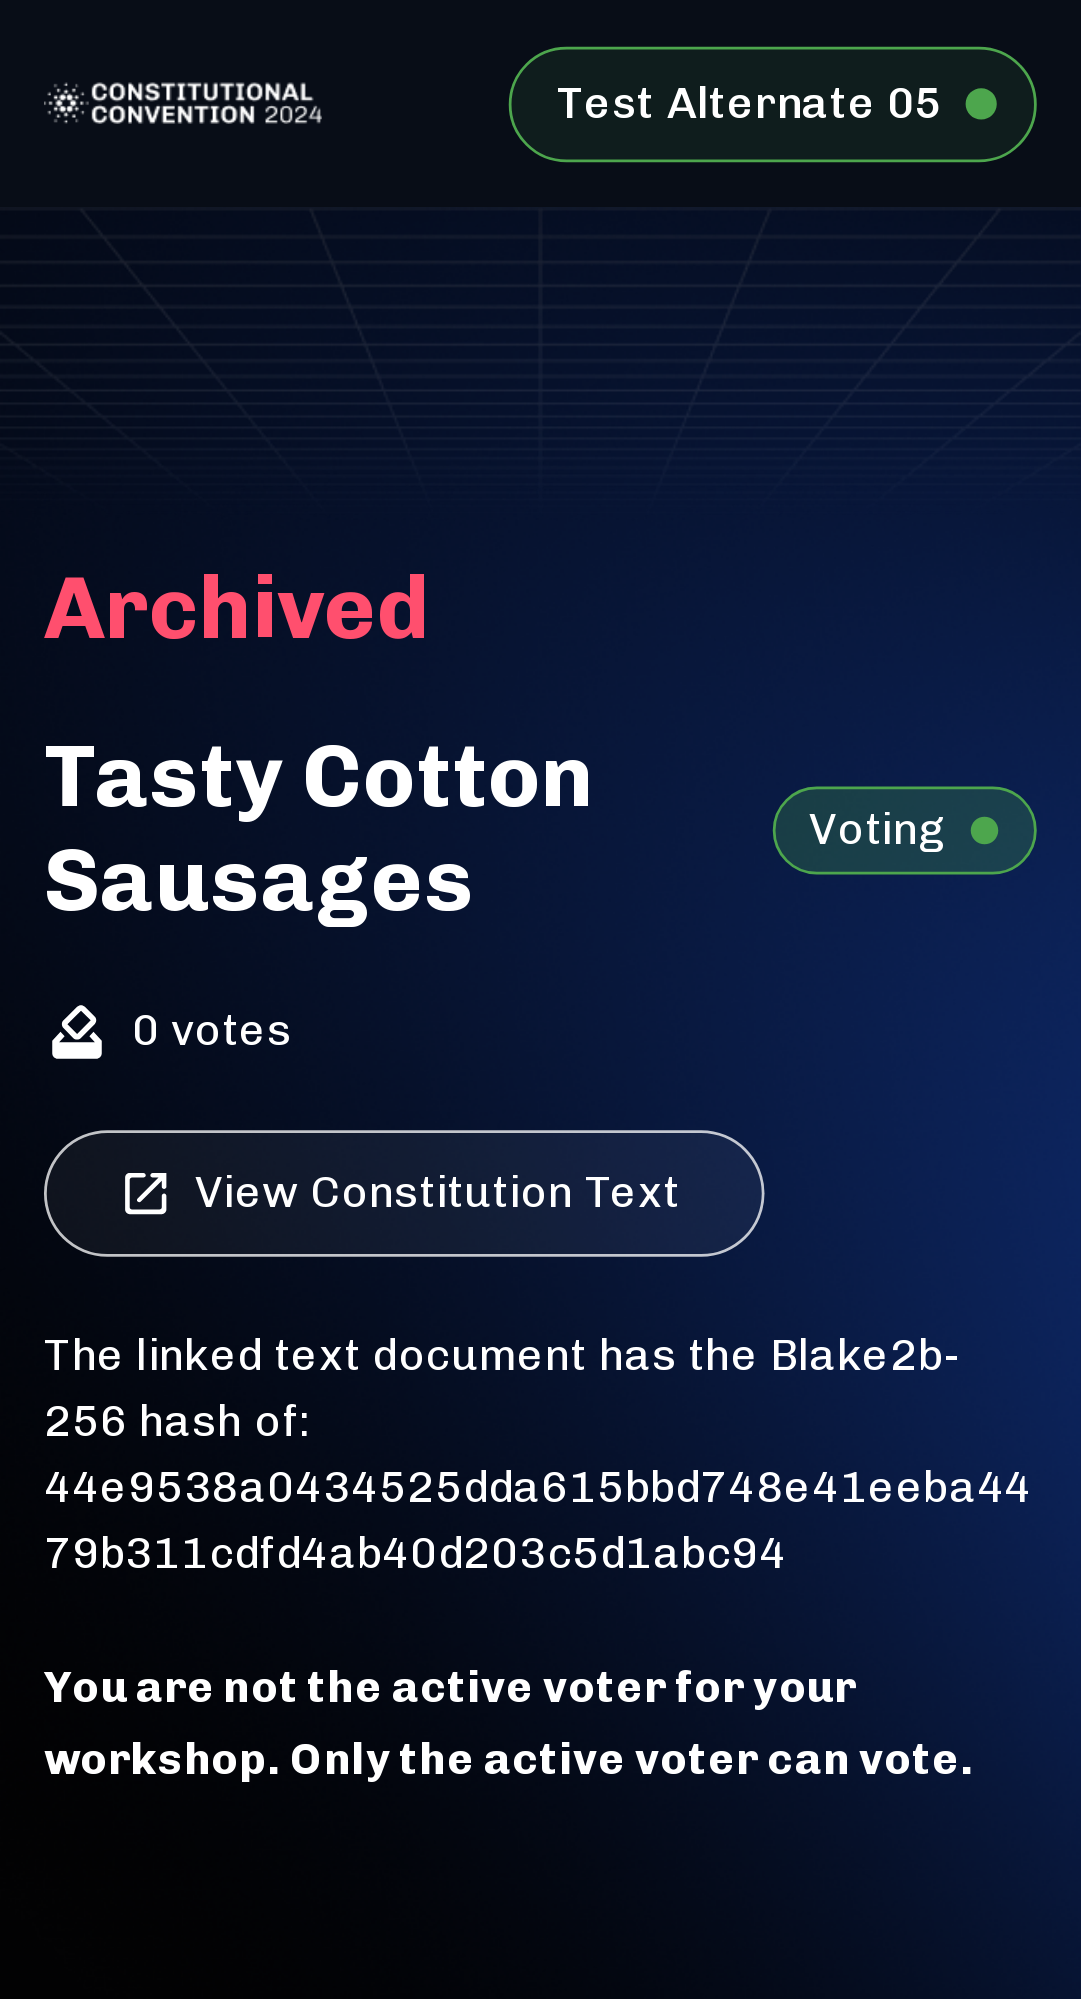 CONSTITUTIONAL
CONVENTION 2024
Test Alternate 05
Archived
Tasty Cotton
Sausages
Voting
0 votes
View Constitution Text
The linked text document has the Blake2b-
256 hash of:
44e9538a0434525dda615bbd748e41eeba44
79b311cdfd4ab40d203c5d1abc94
You are not the active voter for your
workshop. Only the active voter can vote.